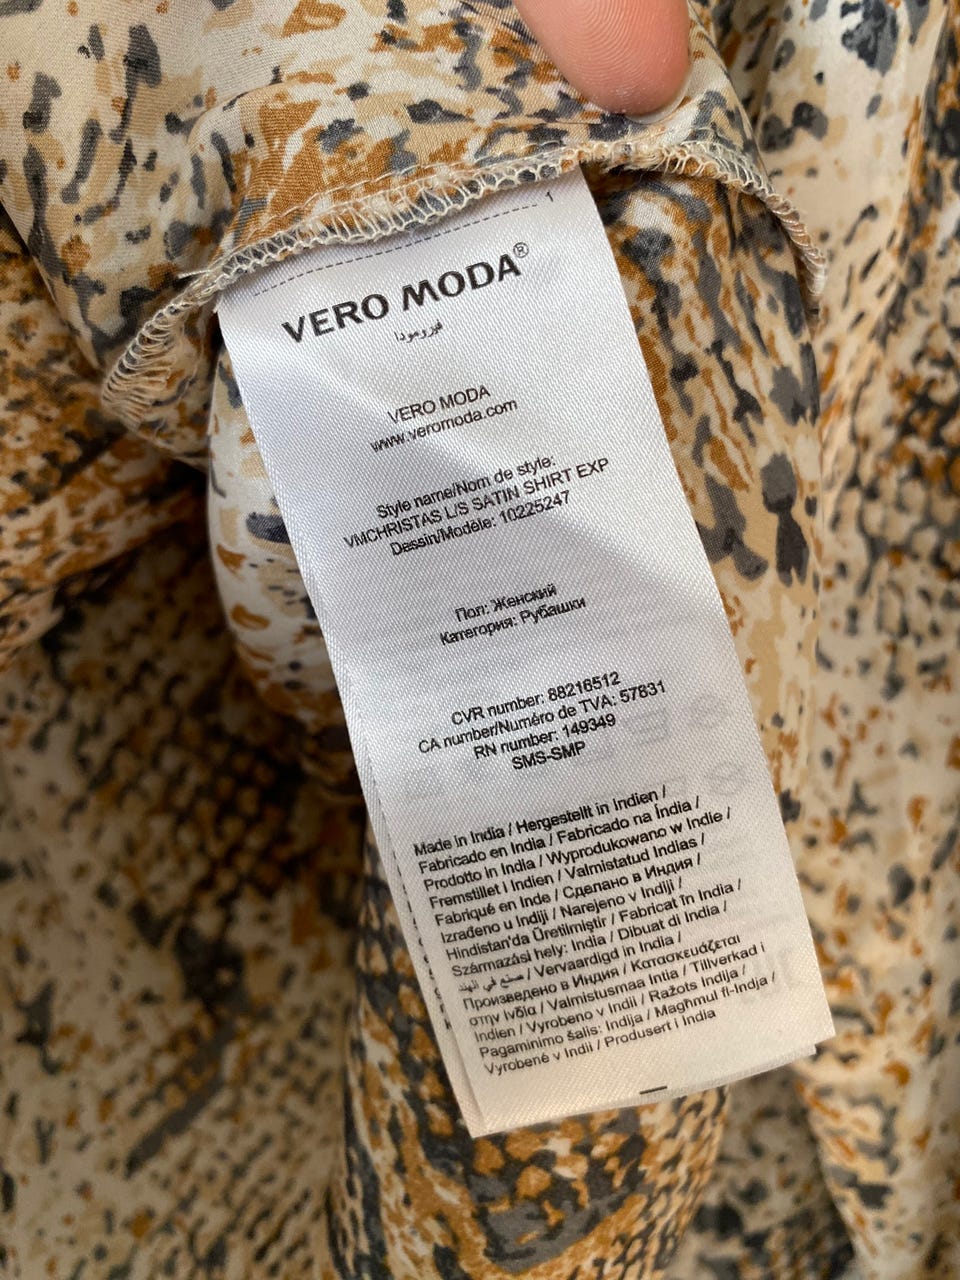 1
VERO MODA®
فيرومودا
VERO MODA
www.veromoda.com
Style name/Nom de style:
VMCHRISTAS L/S SATIN SHIRT EXP
Dessin/Modèle: 10225247
Пол: Женский
Категория: Рубашки
CVR number: 88216512
CA number/Numéro de TVA: 57831
RN number: 149349
SMS-SMP
Made in India / Hergestellt in Indien /
Fabricado en India / Fabricado na Índia /
Prodotto in India / Wyprodukowano w Indie /
Fremstillet i Indien / Valmistatud Indias /
Fabriqué en Inde / Сделано в Индия /
Izrađeno u Indiji / Narejeno v Indiji /
Hindistan'da Üretilmiştir / Fabricat în India /
Származási hely: India / Dibuat di India /
صنع في الهند / Vervaardigd in India /
Произведено в Индия / Κατασκευάζεται
στην Ινδία / Valmistusmaa Intia / Tillverkad i
Indien / Vyrobeno v Indii / Ražots Indija /
Pagaminimo šalis: Indija / Magħmul fl-Indja /
Vyrobené v Indii / Produsert i India